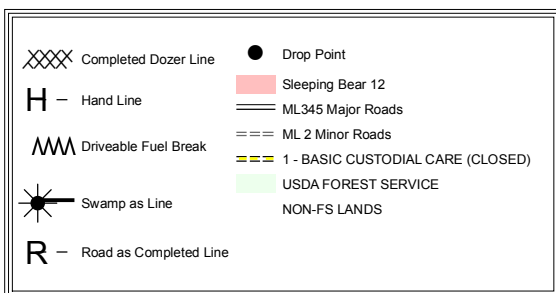 Completed Dozer Line
H – Hand Line
Driveable Fuel Break
Swamp as Line
R – Road as Completed Line
Drop Point
Sleeping Bear 12
ML345 Major Roads
ML 2 Minor Roads
1 - BASIC CUSTODIAL CARE (CLOSED)
USDA FOREST SERVICE
NON-FS LANDS